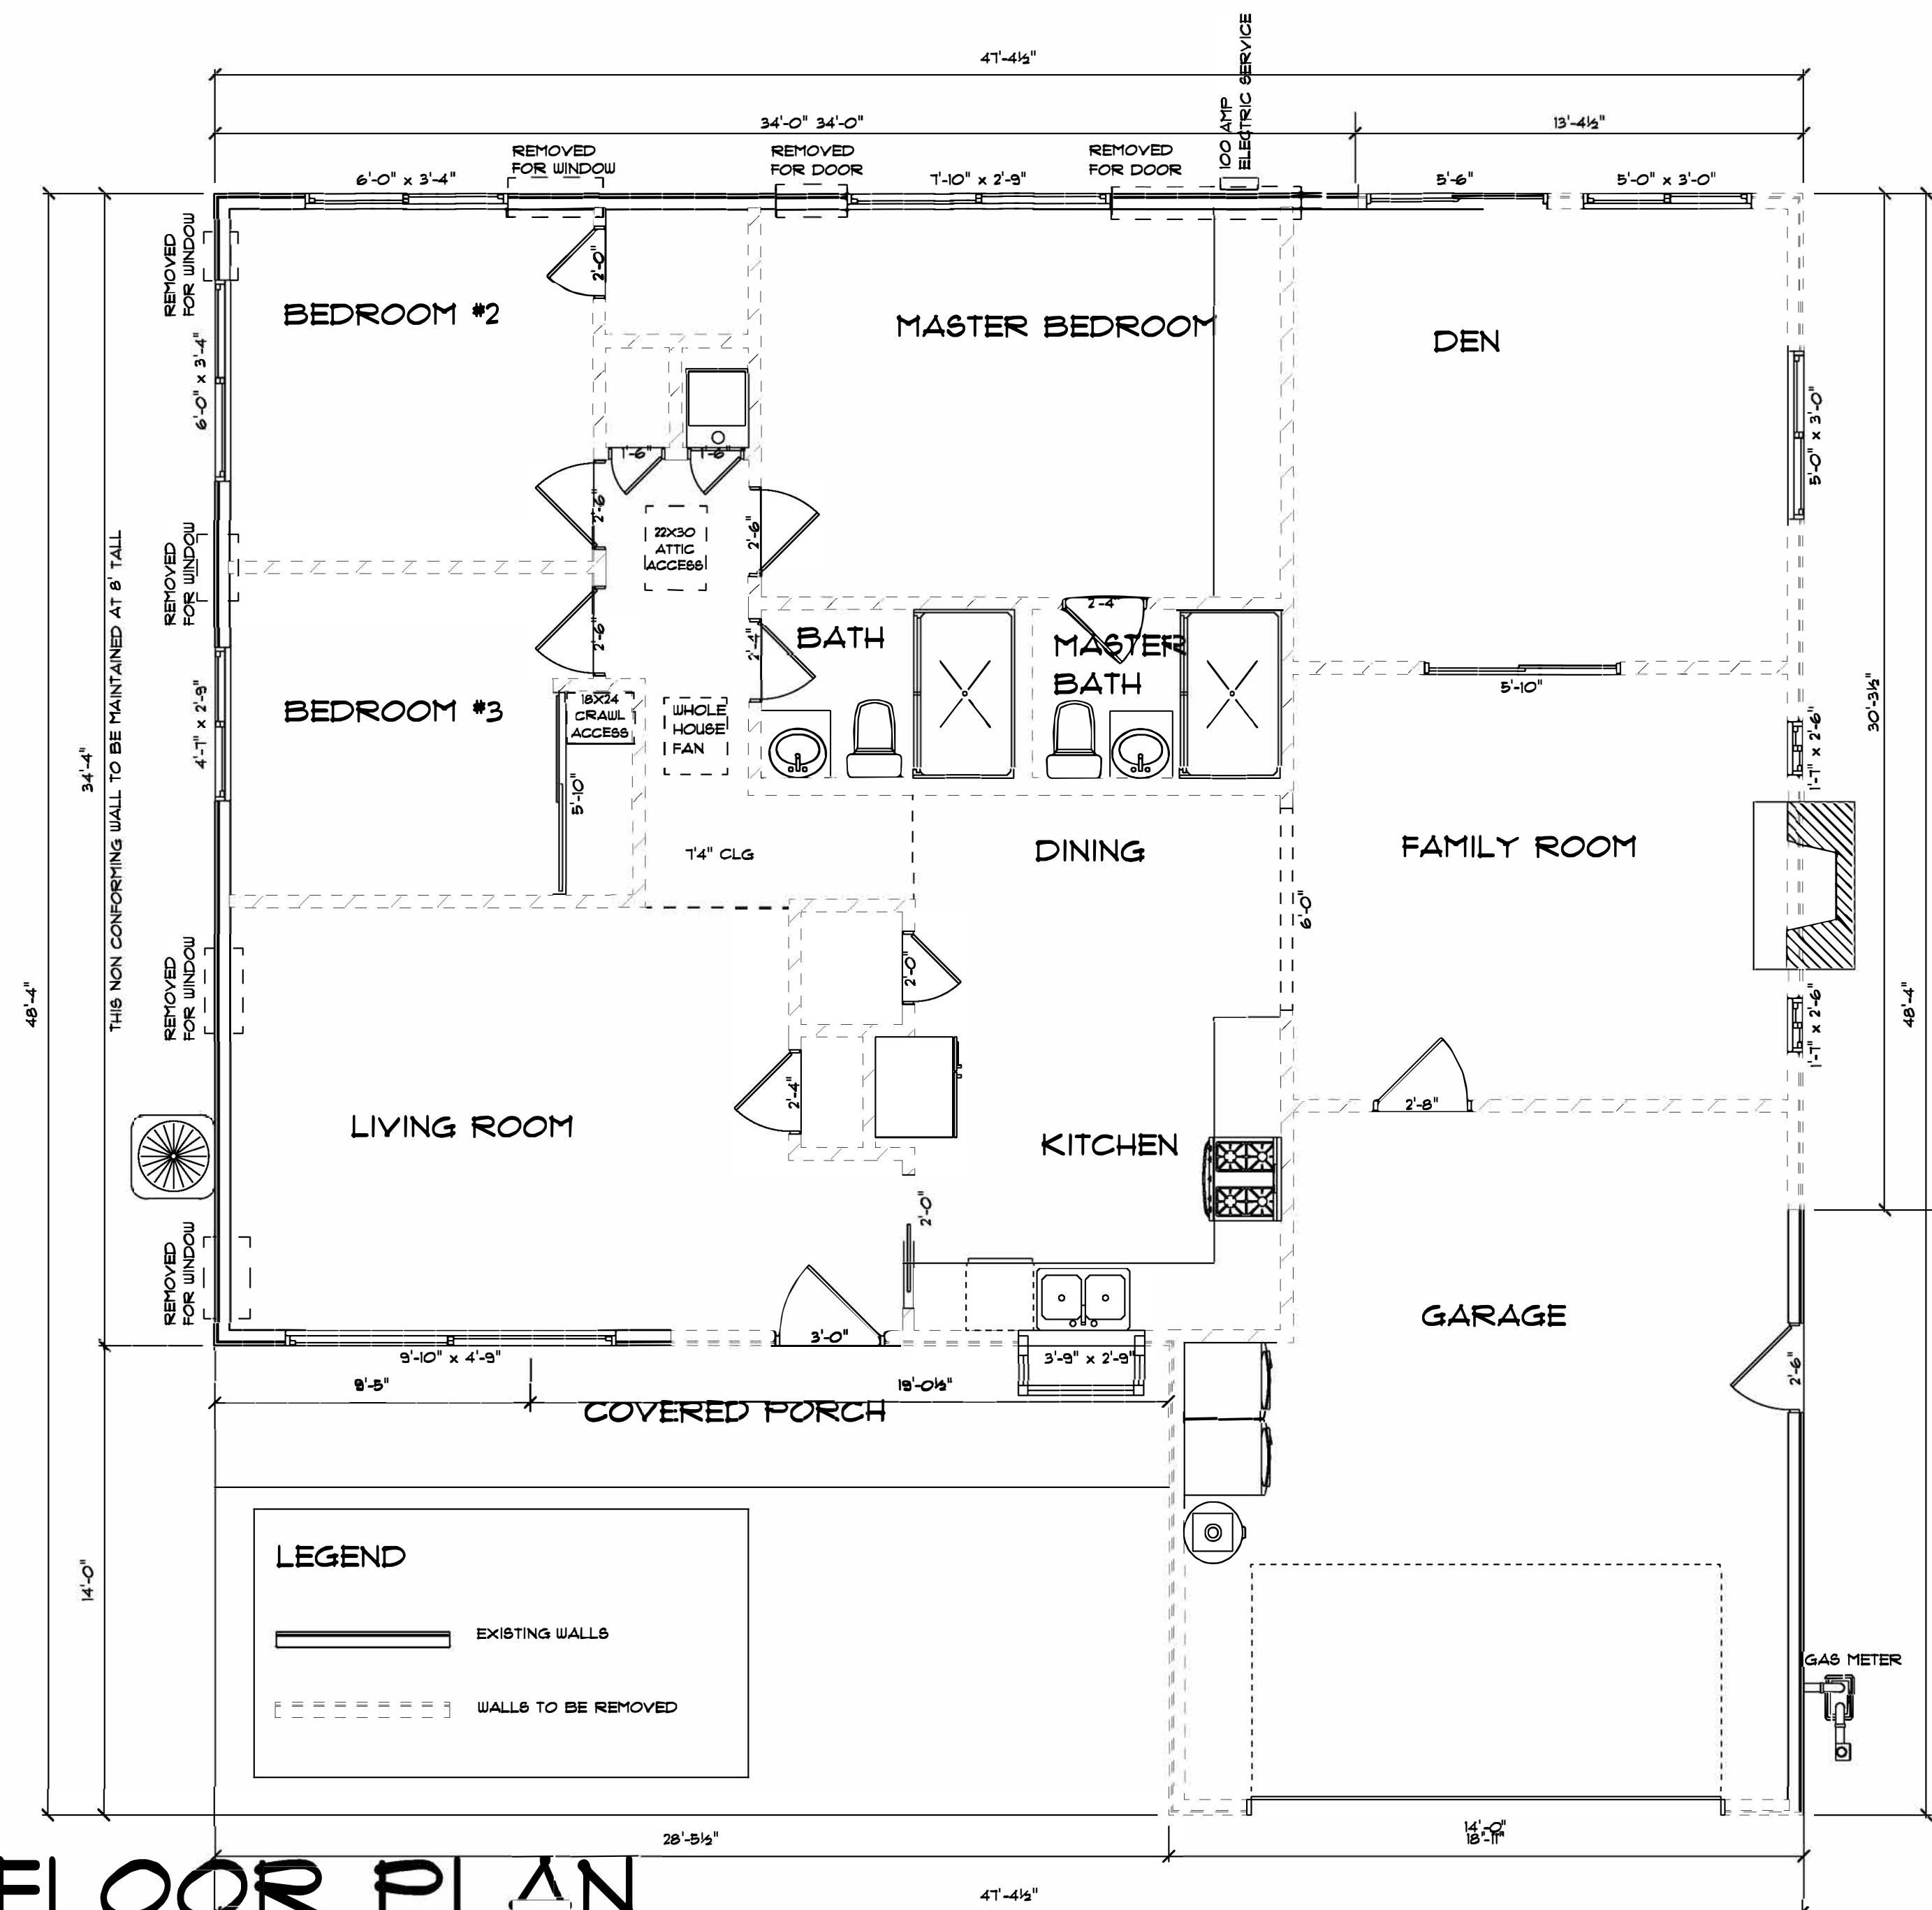 47'-4½"
34'-0" 34'-0"
13'-4½"
100 AMP
ELECTRIC SERVICE
REMOVED
FOR WINDOW
REMOVED
FOR DOOR
REMOVED
FOR DOOR
6'-0" x 3'-4"
7'-10" x 2'-9"
5'-6"
5'-0" x 3'-0"
REMOVED
FOR WINDOW
2'-0"
BEDROOM #2
MASTER BEDROOM
DEN
6'-0" x 3'-4"
5'-0" x 3'-0"
1'-6"
1'-6"
2'-6"
2'-6"
22X30
ATTIC
ACCESS
REMOVED
FOR WINDOW
THIS NON CONFORMING WALL TO BE MAINTAINED AT 8' TALL
2'-6"
2'-4"
BATH
2'-4"
MASTER
BATH
5'-10"
30'-3½"
BEDROOM #3
18X24
CRAWL
ACCESS
WHOLE
HOUSE
FAN
4'-7" x 2'-9"
34'-4"
1'-7" x 2'-6"
5'-10"
7'4" CLG
DINING
FAMILY ROOM
6'-0"
REMOVED
FOR WINDOW
48'-4"
2'-0"
1'-7" x 2'-6"
48'-4"
2'-4"
2'-8"
LIVING ROOM
KITCHEN
2'-0"
REMOVED
FOR WINDOW
GARAGE
3'-0"
9'-10" x 4'-9"
3'-9" x 2'-9"
2'-6"
9'-5"
19'-0½"
COVERED PORCH
LEGEND
EXISTING WALLS
WALLS TO BE REMOVED
14'-0"
GAS METER
28'-5½"
14'-0"
18'-11"
47'-4½"
FLOOR PLAN